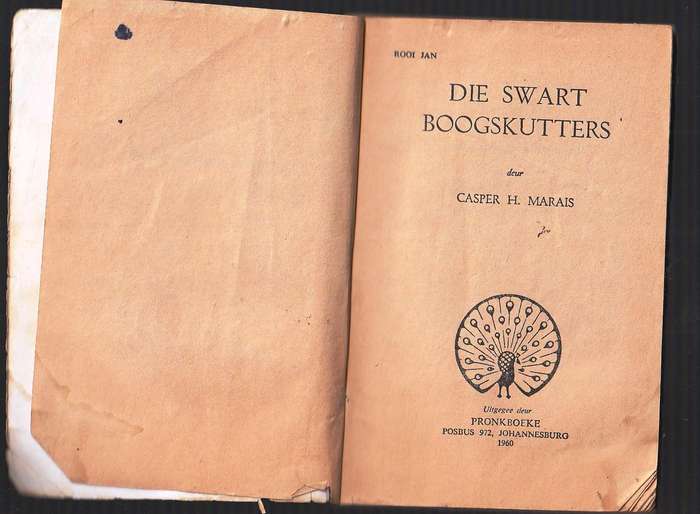 ROOI JAN
DIE SWART
BOOGSKUTTERS
deur
CASPER H. MARAIS
Uitgegee deur
PRONKBOEKE
POSBUS 972, JOHANNESBURG
1960